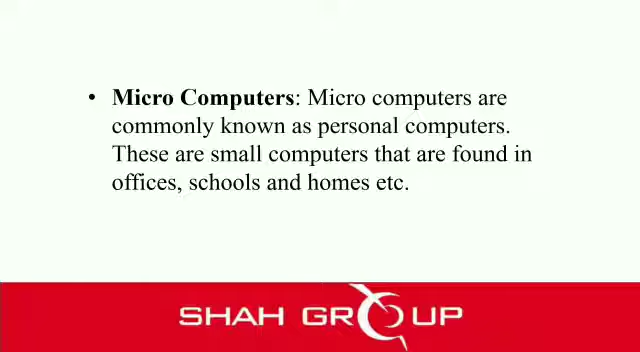 • Micro Computers: Micro computers are
commonly known as personal computers.
These are small computers that are found in
offices, schools and homes etc.
SHAH GROUP